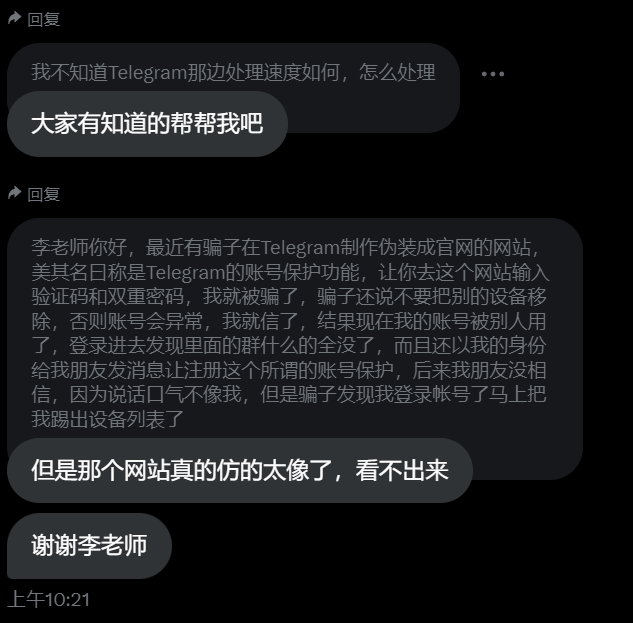 回复
我不知道Telegram那边处理速度如何，怎么处理
大家有知道的帮帮我吧
回复
李老师你好，最近有骗子在Telegram制作伪装成官网的网站，
美其名曰称是Telegram的账号保护功能，让你去这个网站输入
验证码和双重密码，我就被骗了，骗子还说不要把别的设备移
除，否则账号会异常，我就信了，结果现在我的账号被别人用
了，登录进去发现里面的群什么的全没了，而且还以我的身份
给我朋友发消息让注册这个所谓的账号保护，后来我朋友没相
信，因为说话口气不像我，但是骗子发现我登录帐号了马上把
我踢出设备列表了
但是那个网站真的仿的太像了，看不出来
谢谢李老师
上午10:21